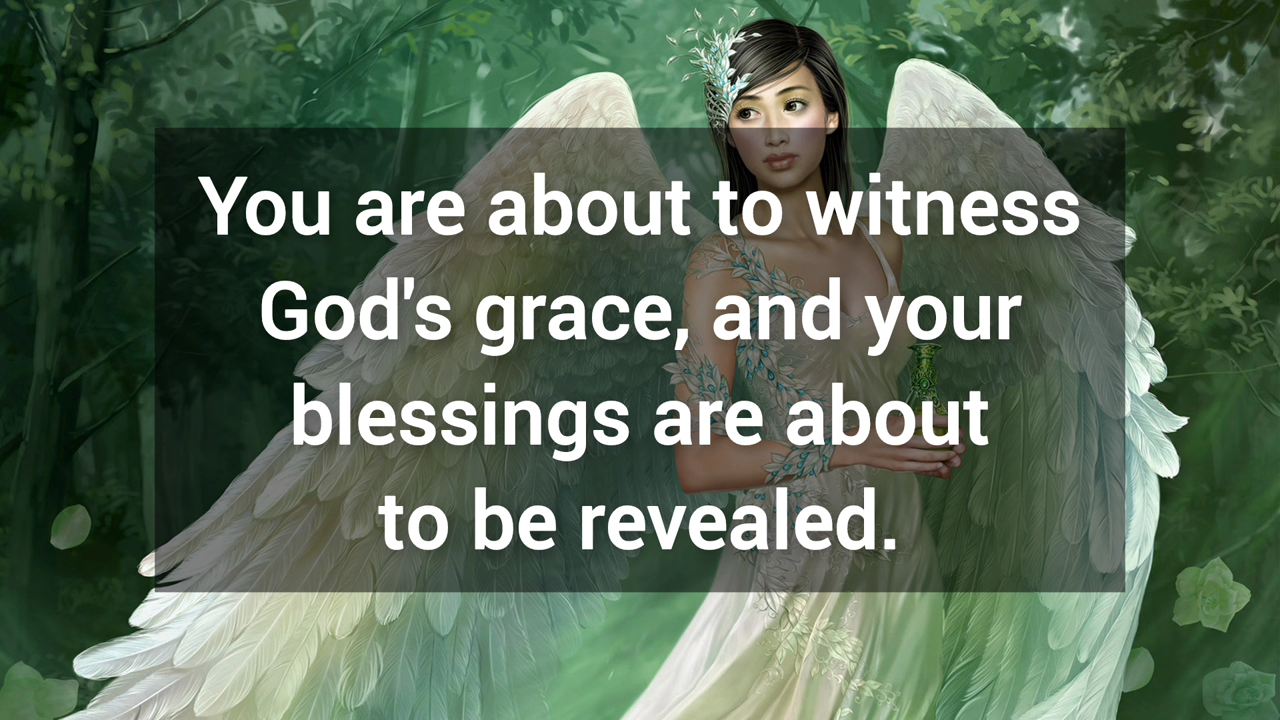 You are about to witness
God's grace, and your
blessings are about
to be revealed.